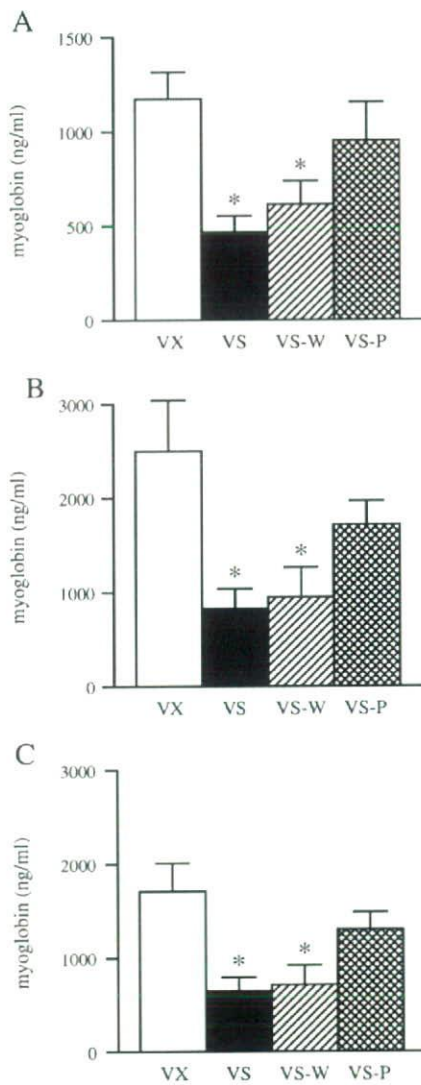 A
myoglobin (ng/ml)
1500
1000
500
0
* *
VX VS VS-W VS-P
B
myoglobin (ng/ml)
3000
2000
1000
0
* *
VX VS VS-W VS-P
C
myoglobin (ng/ml)
3000
2000
1000
0
* *
VX VS VS-W VS-P